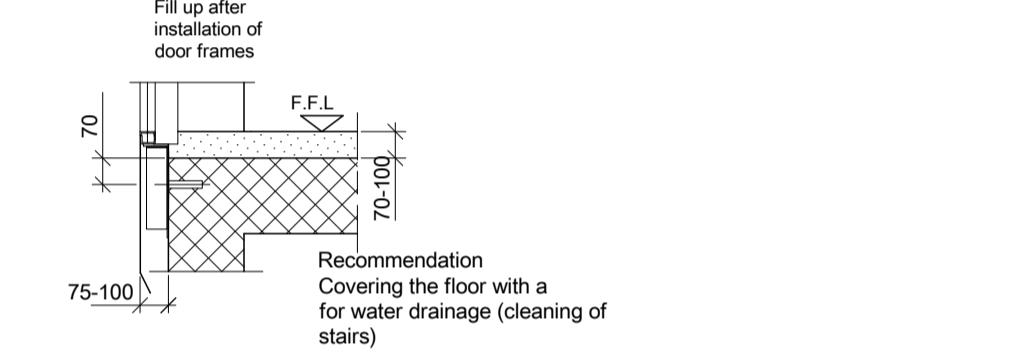 Fill up after
installation of
door frames
F.F.L
70
70-100
75-100
Recommendation
Covering the floor with a
for water drainage (cleaning of
stairs)